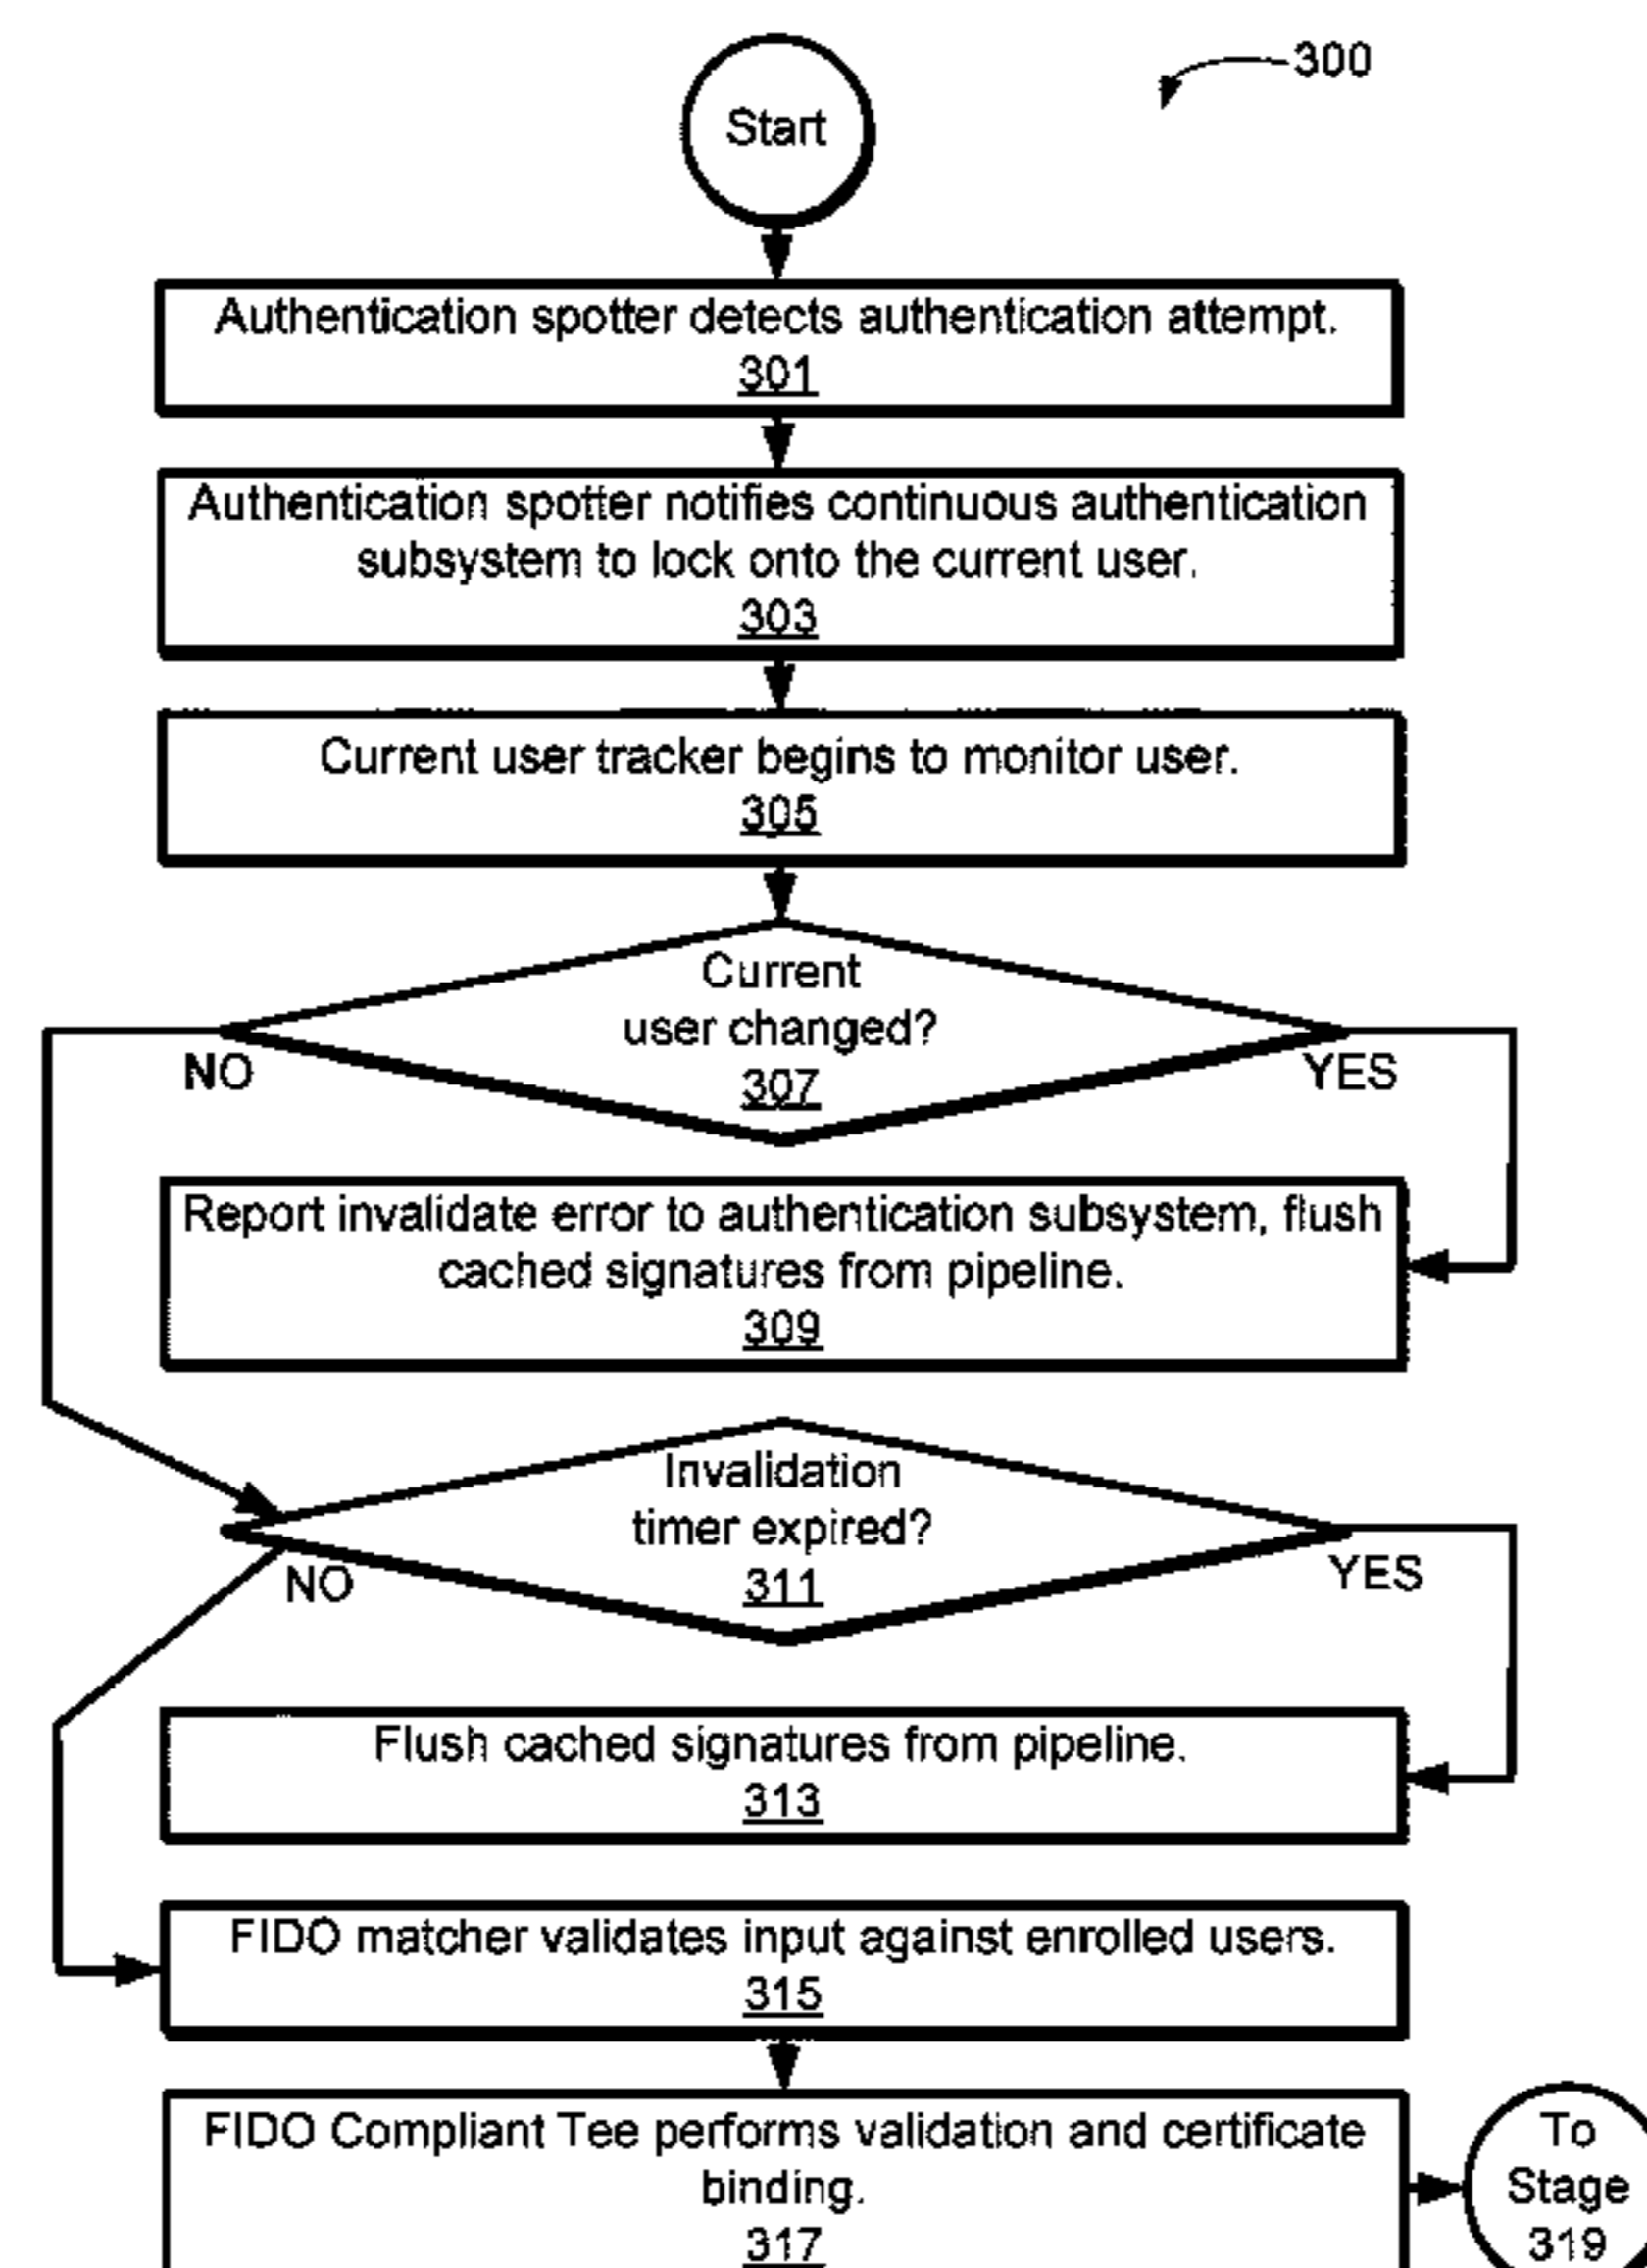 300
Start
Authentication spotter detects authentication attempt.
301
Authentication spotter notifies continuous authentication
subsystem to lock onto the current user.
303
Current user tracker begins to monitor user.
305
Current
user changed?
307
NO
YES
Report invalidate error to authentication subsystem, flush
cached signatures from pipeline.
309
Invalidation
timer expired?
311
NO
YES
Flush cached signatures from pipeline.
313
FIDO matcher validates input against enrolled users.
315
FIDO Compliant Tee performs validation and certificate
binding.
317
To
Stage
319